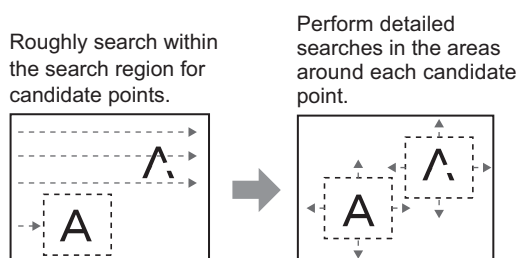 Roughly search within
the search region for
candidate points.
Perform detailed
searches in the areas
around each candidate
point.
A
A